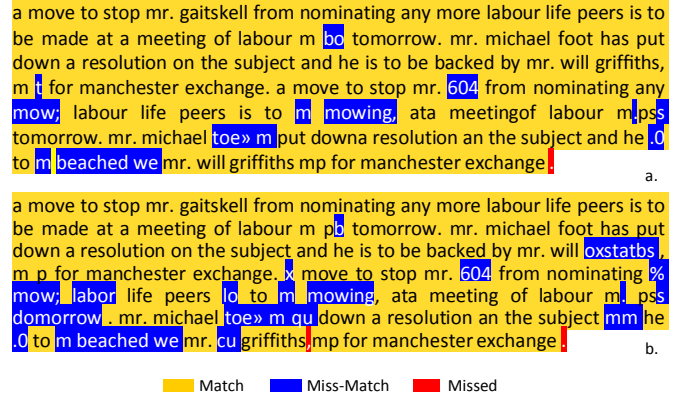 a move to stop mr. gaitskell from nominating any more labour life peers is to
be made at a meeting of labour m bo tomorrow. mr. michael foot has put
down a resolution on the subject and he is to be backed by mr. will griffiths,
m t for manchester exchange. a move to stop mr. 604 from nominating any
mow; labour life peers is to m mowing, ata meetingof labour m.pss
tomorrow. mr. michael toe» m put downa resolution an the subject and he .0
to m beached we mr. will griffiths mp for manchester exchange .
a.
a move to stop mr. gaitskell from nominating any more labour life peers is to
be made at a meeting of labour m pb tomorrow. mr. michael foot has put
down a resolution on the subject and he is to be backed by mr. will oxstatbs ,
m p for manchester exchange. x move to stop mr. 604 from nominating %
mow; labor life peers lo to m mowing, ata meeting of labour m. pss
domorrow . mr. michael toe» m qu down a resolution an the subject mm he
.0 to m beached we mr. cu griffiths,mp for manchester exchange .
b.
Match Miss-Match Missed